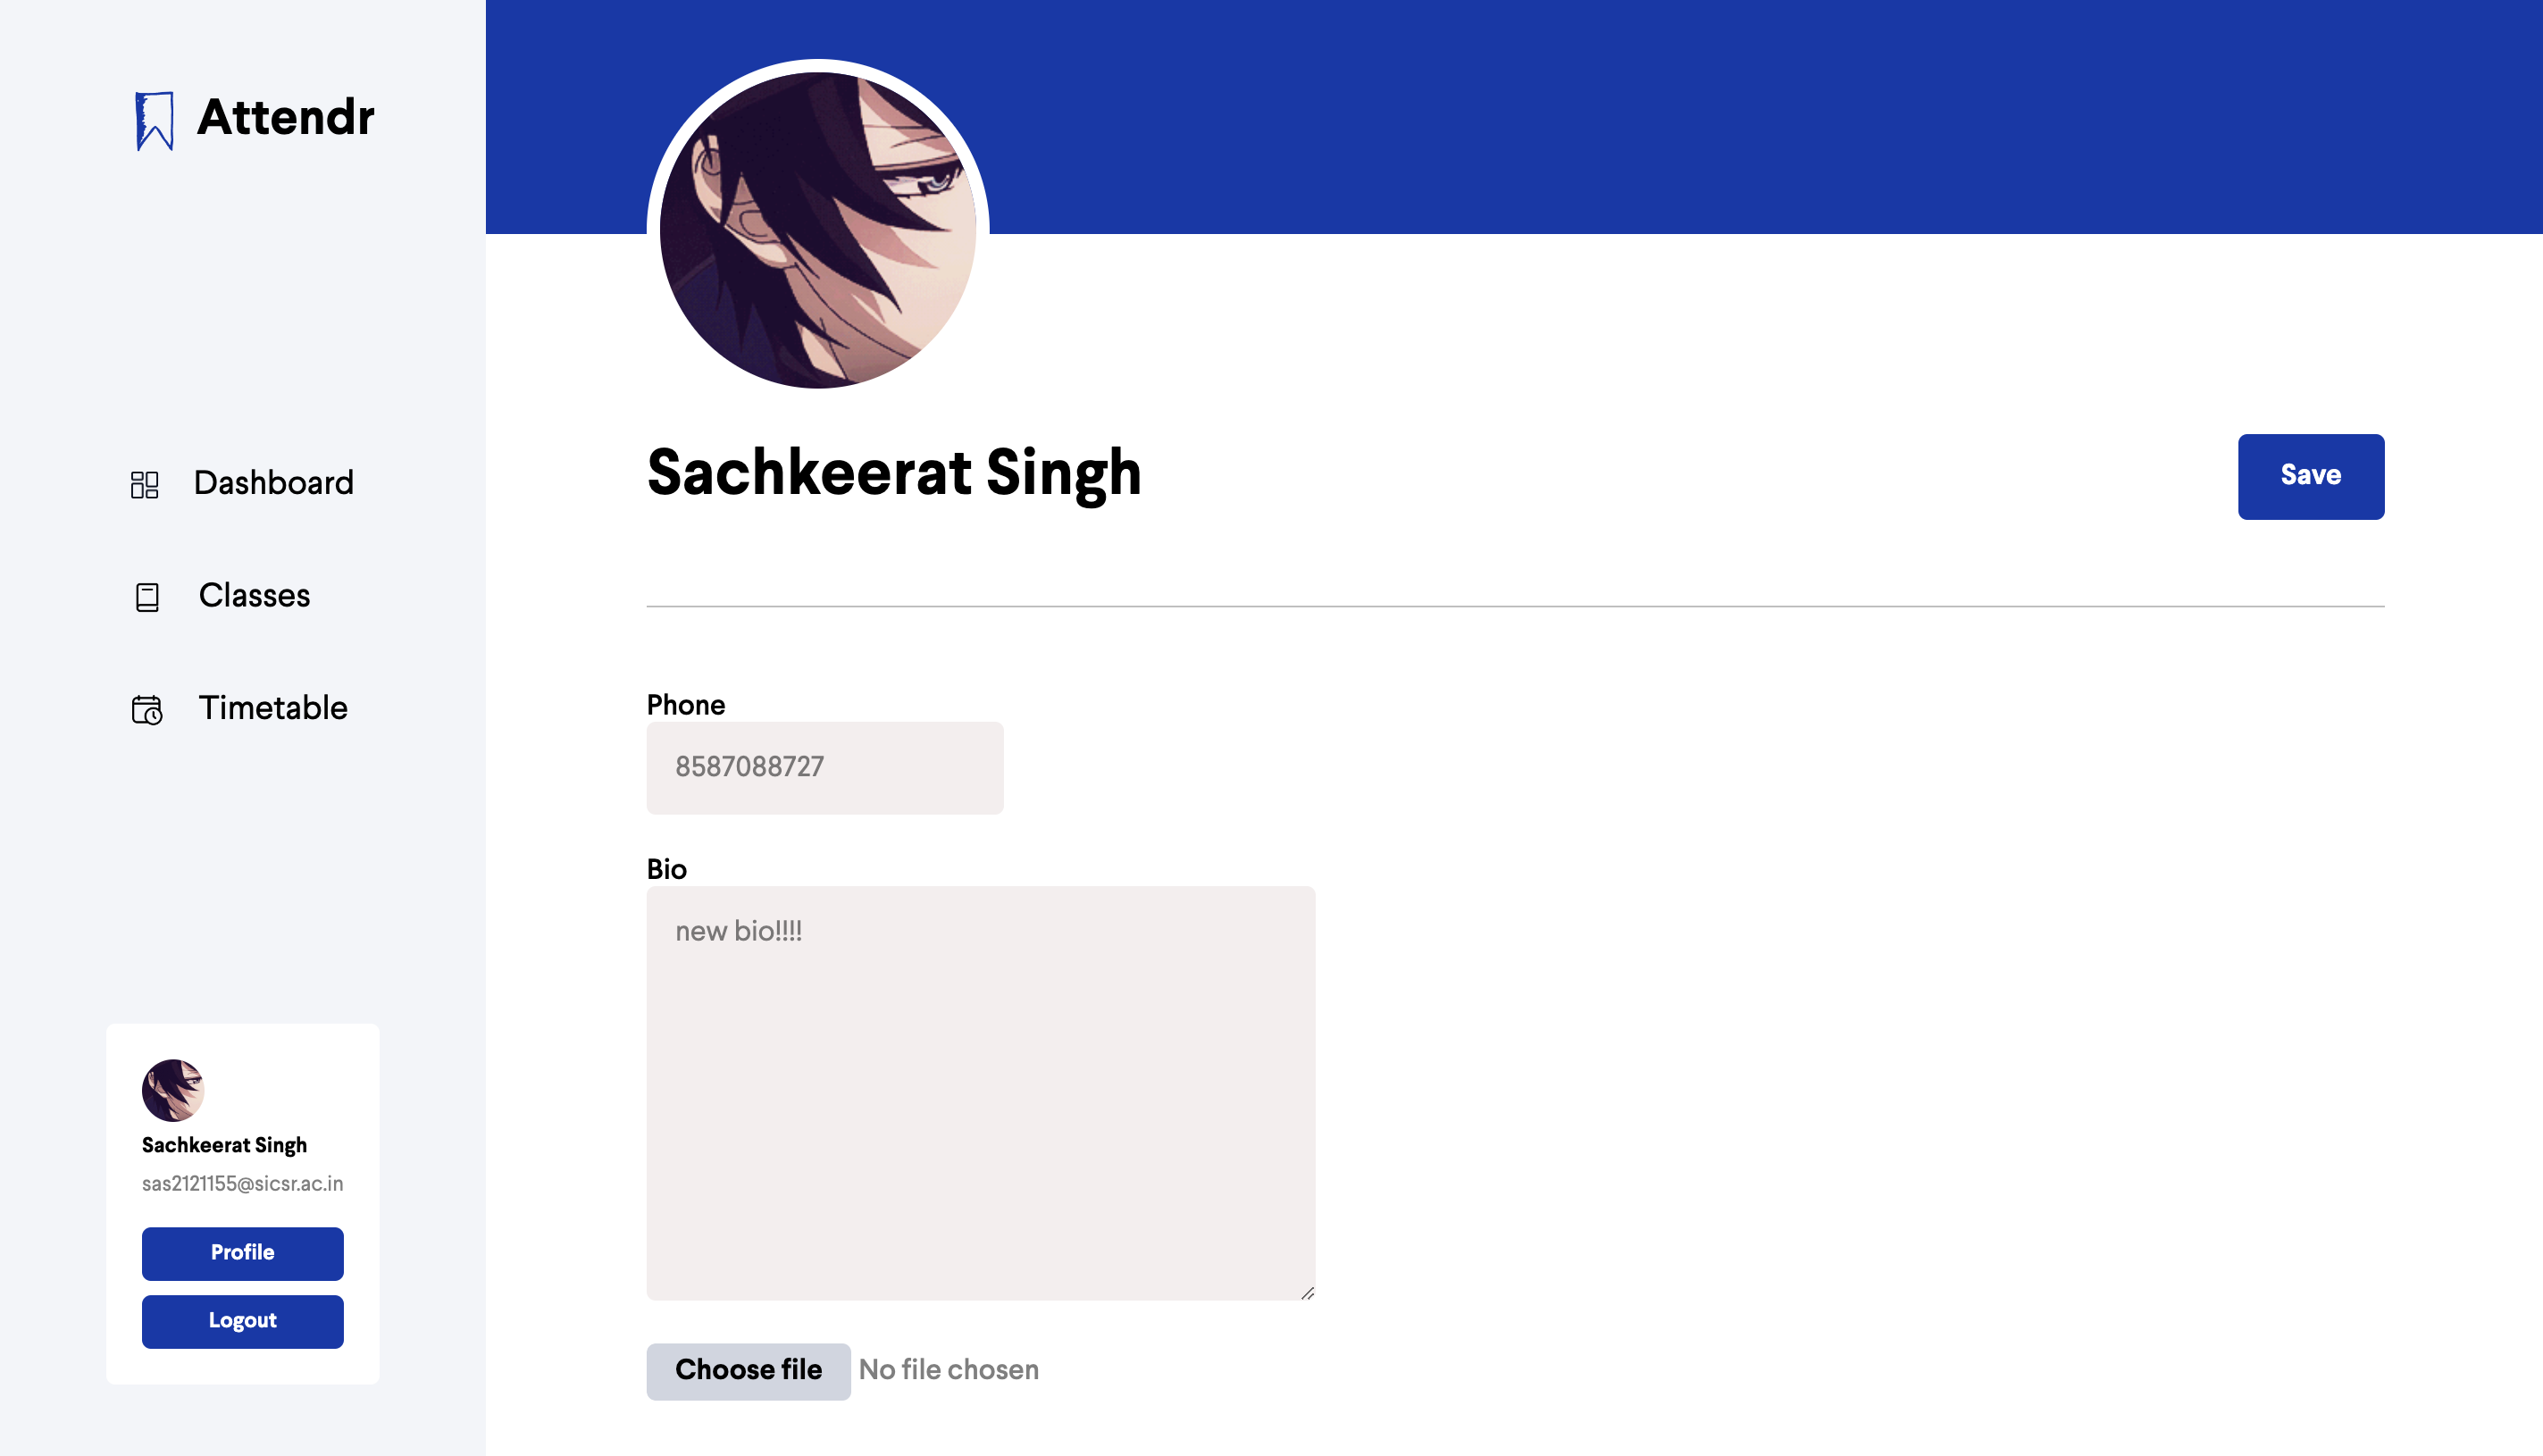 Attendr
Dashboard
Classes
Timetable
Sachkeerat Singh
sas2121155@sicsr.ac.in
Profile
Logout
Sachkeerat Singh
Save
Phone
8587088727
Bio
new bio!!!!
Choose file No file chosen